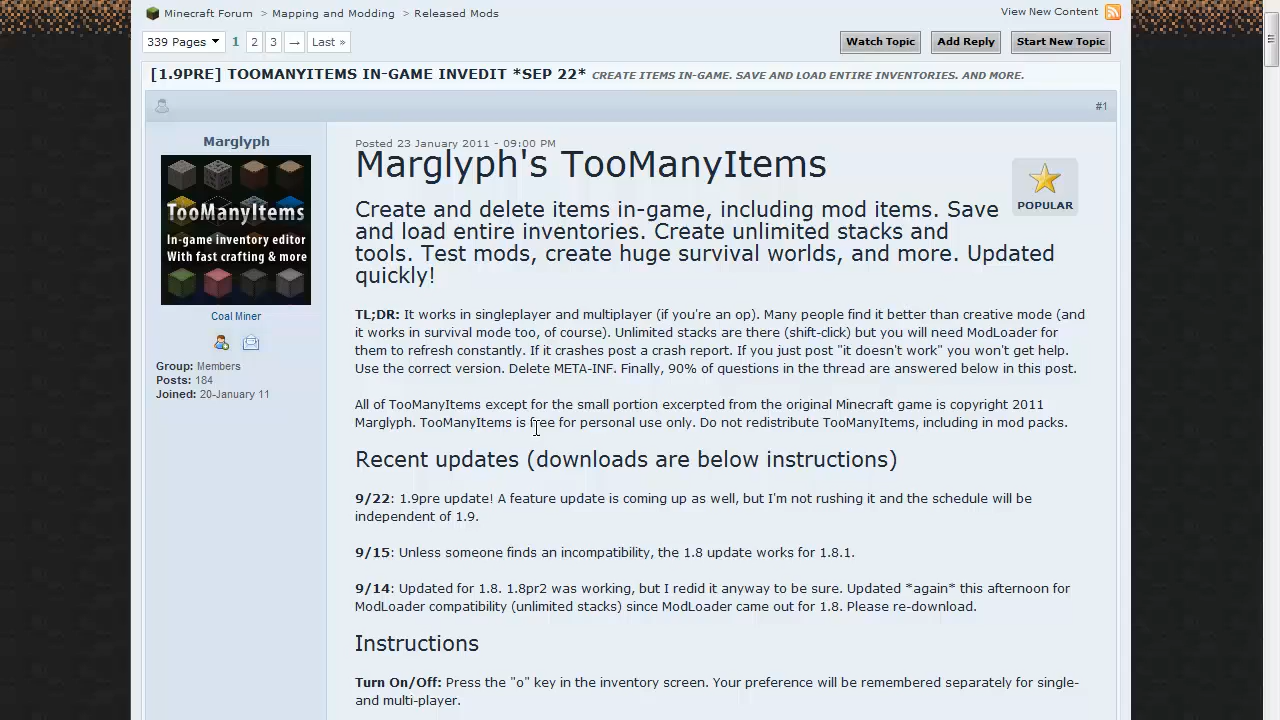 Minecraft Forum > Mapping and Modding > Released Mods
View New Content
339 Pages 1 2 3 → Last »
Watch Topic Add Reply Start New Topic
[1.9PRE] TOOMANYITEMS IN-GAME INVEDIT *SEP 22* CREATE ITEMS IN-GAME. SAVE AND LOAD ENTIRE INVENTORIES. AND MORE.
#1
Marglyph
TooManyItems
In-game inventory editor
With fast crafting & more
Coal Miner
Group: Members
Posts: 184
Joined: 20-January 11
Posted 23 January 2011 - 09:00 PM
Marglyph's TooManyItems
POPULAR
Create and delete items in-game, including mod items. Save
and load entire inventories. Create unlimited stacks and
tools. Test mods, create huge survival worlds, and more. Updated
quickly!
TL;DR: It works in singleplayer and multiplayer (if you're an op). Many people find it better than creative mode (and
it works in survival mode too, of course). Unlimited stacks are there (shift-click) but you will need ModLoader for
them to refresh constantly. If it crashes post a crash report. If you just post "it doesn't work" you won't get help.
Use the correct version. Delete META-INF. Finally, 90% of questions in the thread are answered below in this post.
All of TooManyItems except for the small portion excerpted from the original Minecraft game is copyright 2011
Marglyph. TooManyItems is free for personal use only. Do not redistribute TooManyItems, including in mod packs.
Recent updates (downloads are below instructions)
9/22: 1.9pre update! A feature update is coming up as well, but I'm not rushing it and the schedule will be
independent of 1.9.
9/15: Unless someone finds an incompatibility, the 1.8 update works for 1.8.1.
9/14: Updated for 1.8. 1.8pr2 was working, but I redid it anyway to be sure. Updated *again* this afternoon for
ModLoader compatibility (unlimited stacks) since ModLoader came out for 1.8. Please re-download.
Instructions
Turn On/Off: Press the "o" key in the inventory screen. Your preference will be remembered separately for single-
and multi-player.